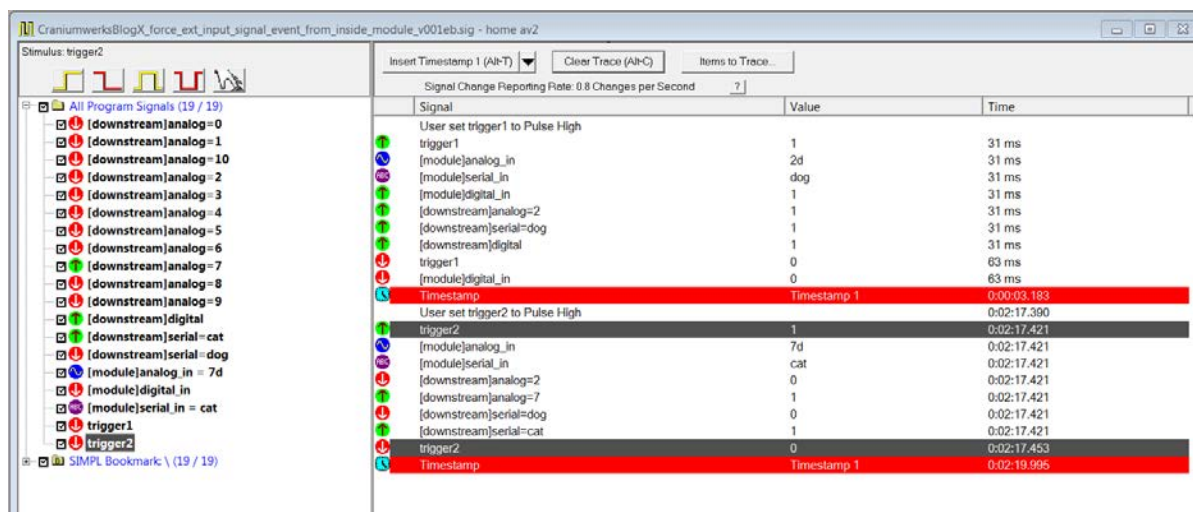 CraniumwerksBlogX_force_ext_input_signal_event_from_inside_module_v001eb.sig - home av2
Stimulus: trigger2
All Program Signals (19 / 19)
[downstream]analog=0
[downstream]analog=1
[downstream]analog=10
[downstream]analog=2
[downstream]analog=3
[downstream]analog=4
[downstream]analog=5
[downstream]analog=6
[downstream]analog=7
[downstream]analog=8
[downstream]analog=9
[downstream]digital
[downstream]serial=cat
[downstream]serial=dog
[module]analog_in = 7d
[module]digital_in
[module]serial_in = cat
trigger1
trigger2
SIMPL Bookmark: \ (19 / 19)
Insert Timestamp 1 (Alt-T) Clear Trace (Alt-C) Items to Trace...
Signal Change Reporting Rate: 0.8 Changes per Second ?
Signal Value Time
User set trigger1 to Pulse High
trigger1 1 31 ms
[module]analog_in 2d 31 ms
ABC [module]serial_in dog 31 ms
[module]digital_in 1 31 ms
[downstream]analog=2 1 31 ms
[downstream]serial=dog 1 31 ms
[downstream]digital 1 31 ms
trigger1 0 63 ms
[module]digital_in 0 63 ms
Timestamp Timestamp 1 0:00:03.183
User set trigger2 to Pulse High 0:02:17.390
trigger2 1 0:02:17.421
[module]analog_in 7d 0:02:17.421
ABC [module]serial_in cat 0:02:17.421
[downstream]analog=2 0 0:02:17.421
[downstream]analog=7 1 0:02:17.421
[downstream]serial=dog 0 0:02:17.421
[downstream]serial=cat 1 0:02:17.421
trigger2 0 0:02:17.453
Timestamp Timestamp 1 0:02:19.995